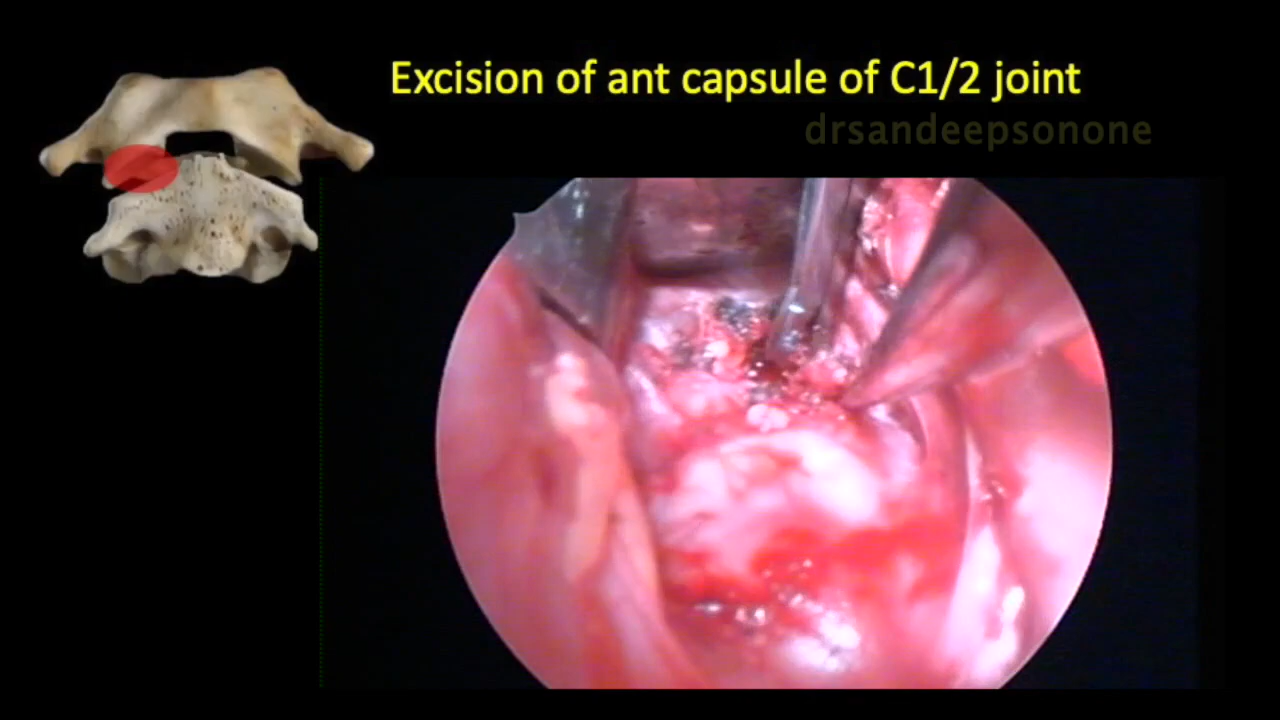 Excision of ant capsule of C1/2 joint
drsandeepsonone